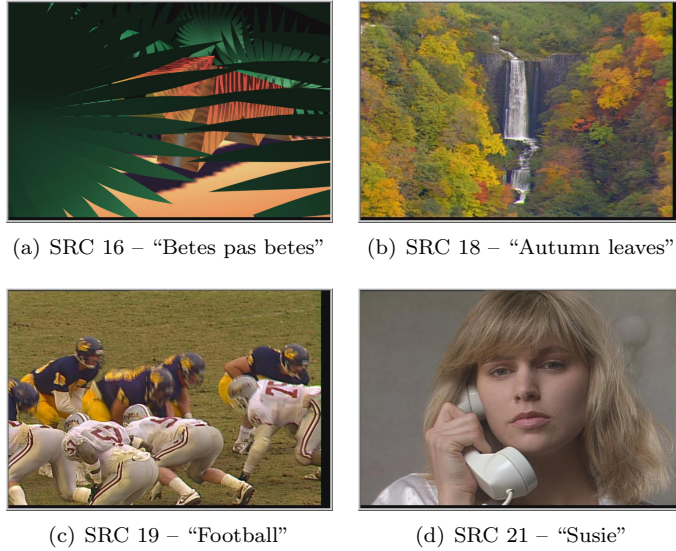 (a) SRC 16 – “Betes pas betes”
(b) SRC 18 – “Autumn leaves”
(c) SRC 19 – “Football”
(d) SRC 21 – “Susie”